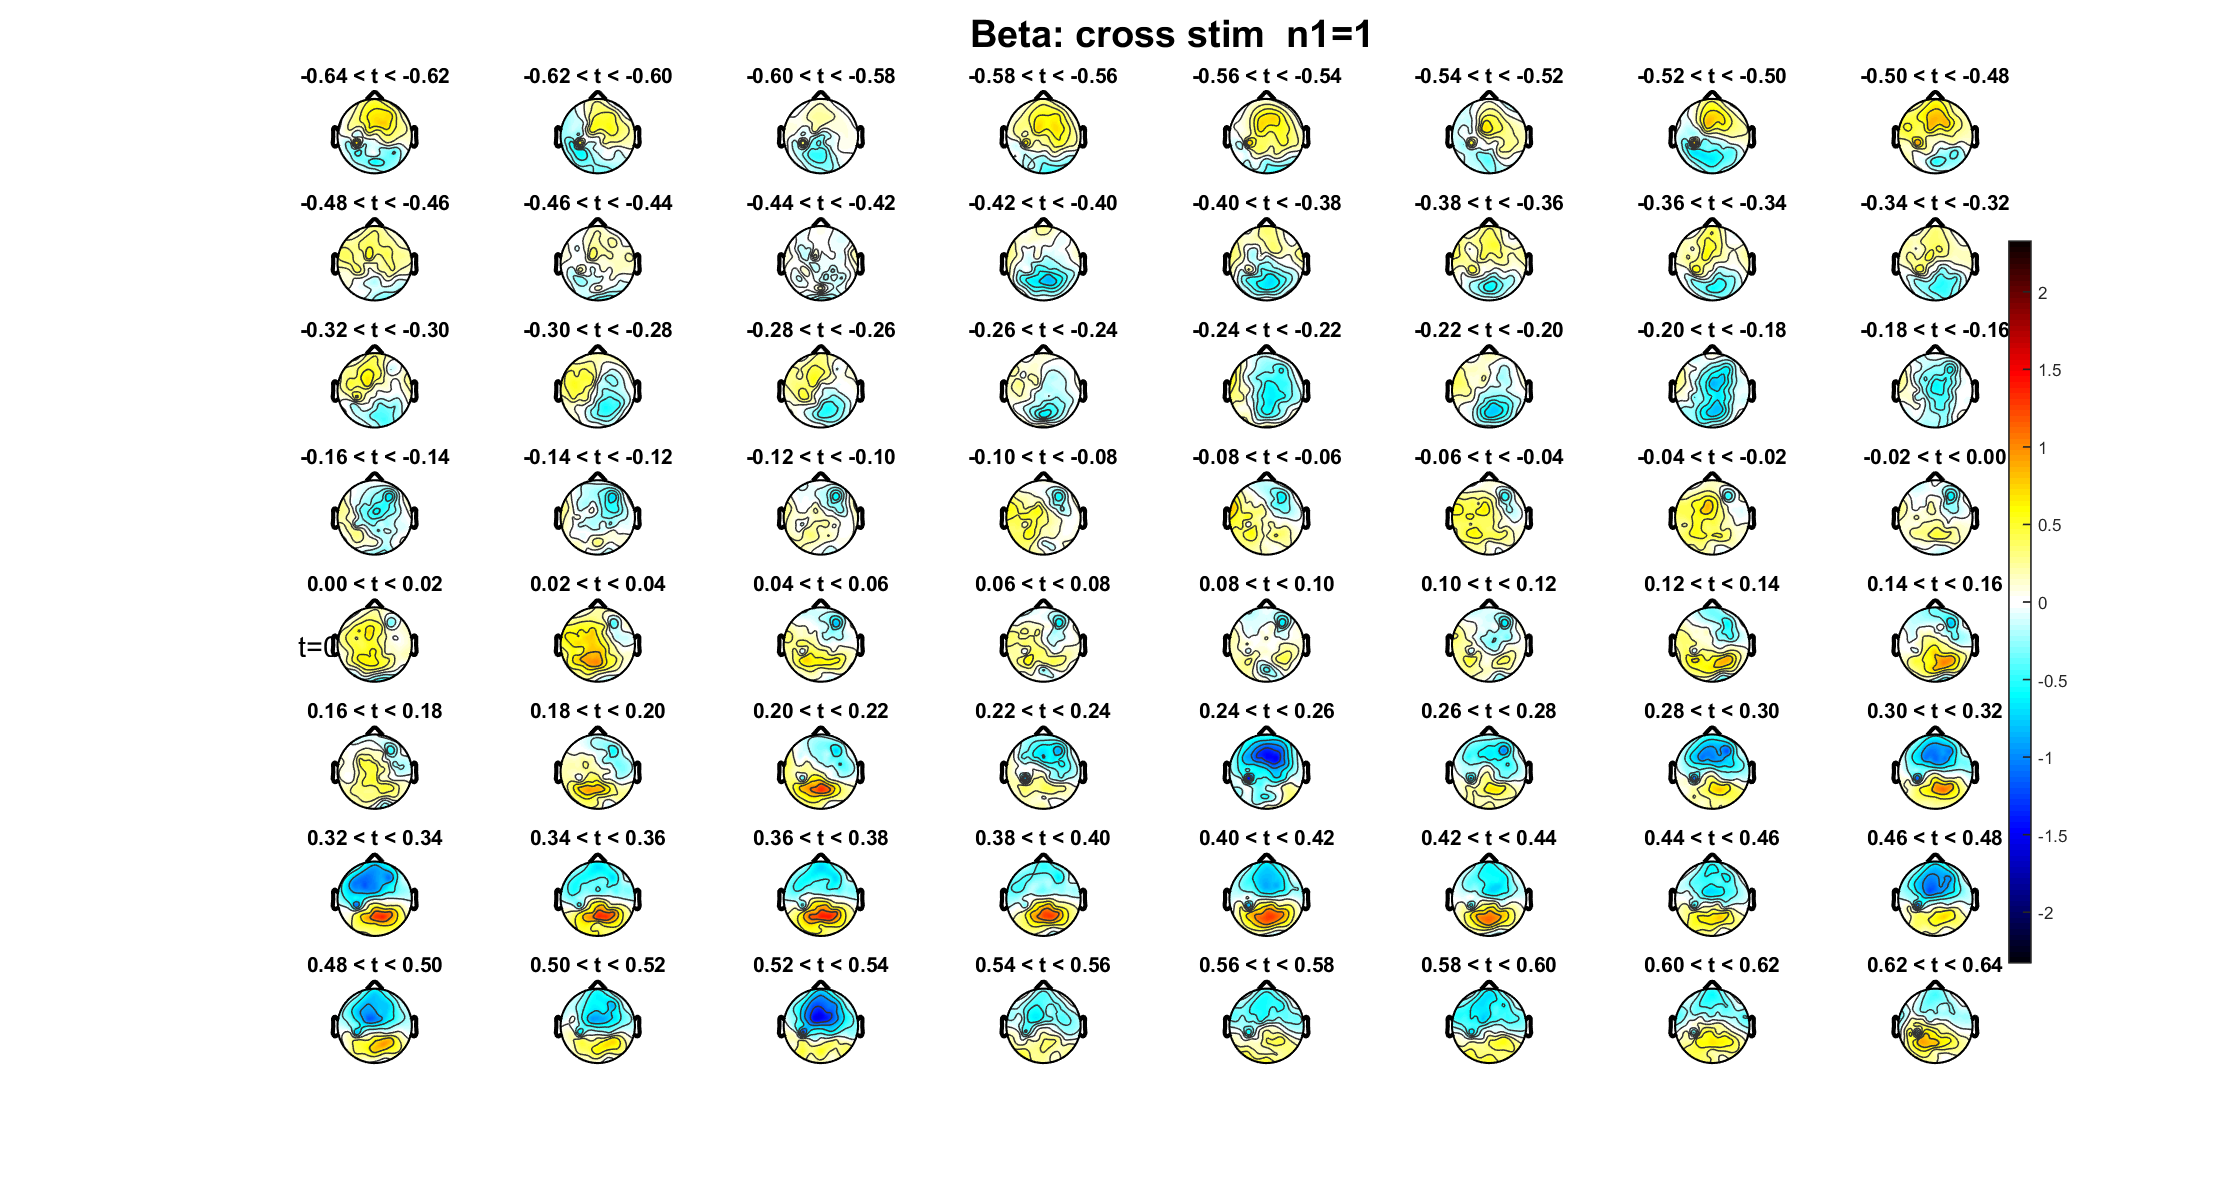 Beta: cross stim  n1=1
-0.64 < t < -0.62
-0.62 < t < -0.60
-0.60 < t < -0.58
-0.58 < t < -0.56
-0.56 < t < -0.54
-0.54 < t < -0.52
-0.52 < t < -0.50
-0.50 < t < -0.48
-0.48 < t < -0.46
-0.46 < t < -0.44
-0.44 < t < -0.42
-0.42 < t < -0.40
-0.40 < t < -0.38
-0.38 < t < -0.36
-0.36 < t < -0.34
-0.34 < t < -0.32
-0.32 < t < -0.30
-0.30 < t < -0.28
-0.28 < t < -0.26
-0.26 < t < -0.24
-0.24 < t < -0.22
-0.22 < t < -0.20
-0.20 < t < -0.18
-0.18 < t < -0.16
-0.16 < t < -0.14
-0.14 < t < -0.12
-0.12 < t < -0.10
-0.10 < t < -0.08
-0.08 < t < -0.06
-0.06 < t < -0.04
-0.04 < t < -0.02
-0.02 < t < 0.00
0.00 < t < 0.02
0.02 < t < 0.04
0.04 < t < 0.06
0.06 < t < 0.08
0.08 < t < 0.10
0.10 < t < 0.12
0.12 < t < 0.14
0.14 < t < 0.16
t=0
0.16 < t < 0.18
0.18 < t < 0.20
0.20 < t < 0.22
0.22 < t < 0.24
0.24 < t < 0.26
0.26 < t < 0.28
0.28 < t < 0.30
0.30 < t < 0.32
0.32 < t < 0.34
0.34 < t < 0.36
0.36 < t < 0.38
0.38 < t < 0.40
0.40 < t < 0.42
0.42 < t < 0.44
0.44 < t < 0.46
0.46 < t < 0.48
0.48 < t < 0.50
0.50 < t < 0.52
0.52 < t < 0.54
0.54 < t < 0.56
0.56 < t < 0.58
0.58 < t < 0.60
0.60 < t < 0.62
0.62 < t < 0.64
2
1.5
1
0.5
0
-0.5
-1
-1.5
-2